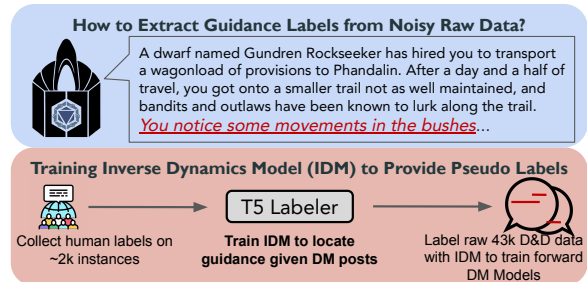 How to Extract Guidance Labels from Noisy Raw Data?
A dwarf named Gundren Rockseeker has hired you to transport
a wagonload of provisions to Phandalin. After a day and a half of
travel, you got onto a smaller trail not as well maintained, and
bandits and outlaws have been known to lurk along the trail.
You notice some movements in the bushes...
Training Inverse Dynamics Model (IDM) to Provide Pseudo Labels
T5 Labeler
Collect human labels on
~2k instances
Train IDM to locate
guidance given DM posts
Label raw 43k D&D data
with IDM to train forward
DM Models